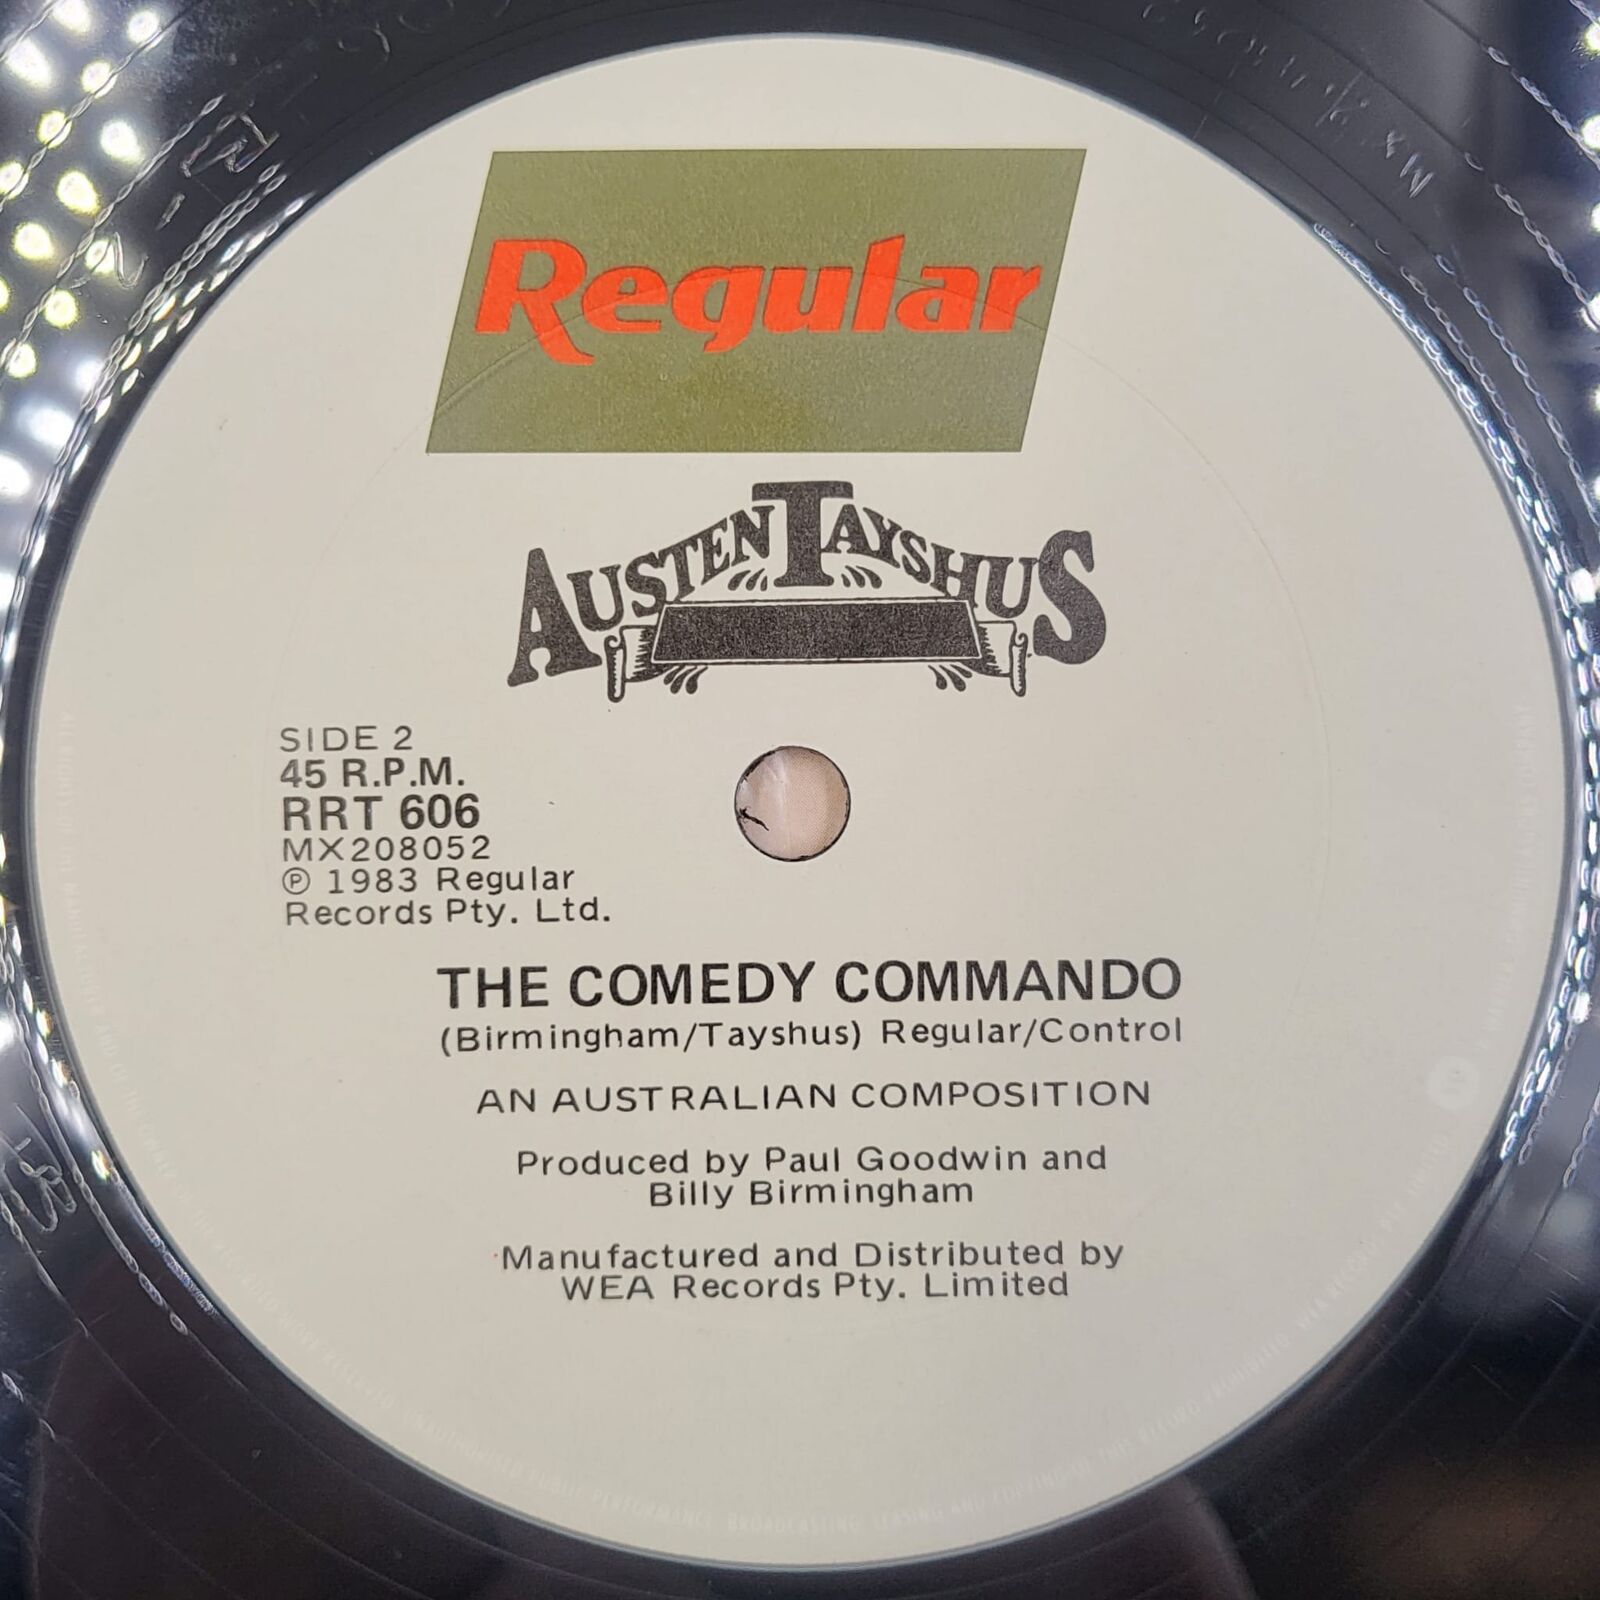 Regular
AUSTEN TAYSHUS
SIDE 2
45 R.P.M.
RRT 606
MX208052
℗ 1983 Regular
Records Pty. Ltd.
THE COMEDY COMMANDO
(Birmingham/Tayshus) Regular/Control
AN AUSTRALIAN COMPOSITION
Produced by Paul Goodwin and
Billy Birmingham
Manufactured and Distributed by
WEA Records Pty. Limited